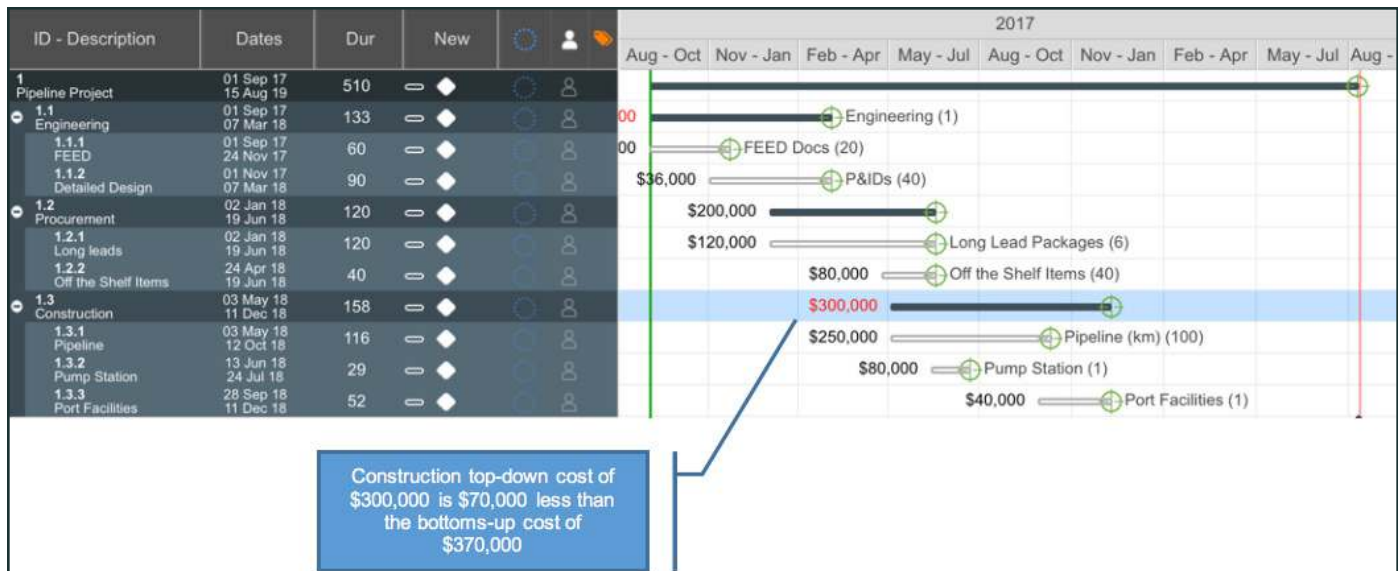 2017
ID - Description Dates Dur New
Aug - Oct Nov - Jan Feb - Apr May - Jul Aug - Oct Nov - Jan Feb - Apr May - Jul Aug -
1 01 Sep 17
Pipeline Project 15 Aug 19 510
1.1 01 Sep 17
Engineering 07 Mar 18 133 00 Engineering (1)
1.1.1 01 Sep 17
FEED 24 Nov 17 60 00 FEED Docs (20)
1.1.2 01 Nov 17
Detailed Design 07 Mar 18 90 $36,000 P&IDs (40)
1.2 02 Jan 18
Procurement 19 Jun 18 120 $200,000
1.2.1 02 Jan 18
Long leads 19 Jun 18 120 $120,000 Long Lead Packages (6)
1.2.2 24 Apr 18
Off the Shelf Items 19 Jun 18 40 $80,000 Off the Shelf Items (40)
1.3 03 May 18
Construction 11 Dec 18 158 $300,000
1.3.1 03 May 18
Pipeline 12 Oct 18 116 $250,000 Pipeline (km) (100)
1.3.2 13 Jun 18
Pump Station 24 Jul 18 29 $80,000 Pump Station (1)
1.3.3 28 Sep 18
Port Facilities 11 Dec 18 52 $40,000 Port Facilities (1)
Construction top-down cost of
$300,000 is $70,000 less than
the bottoms-up cost of
$370,000